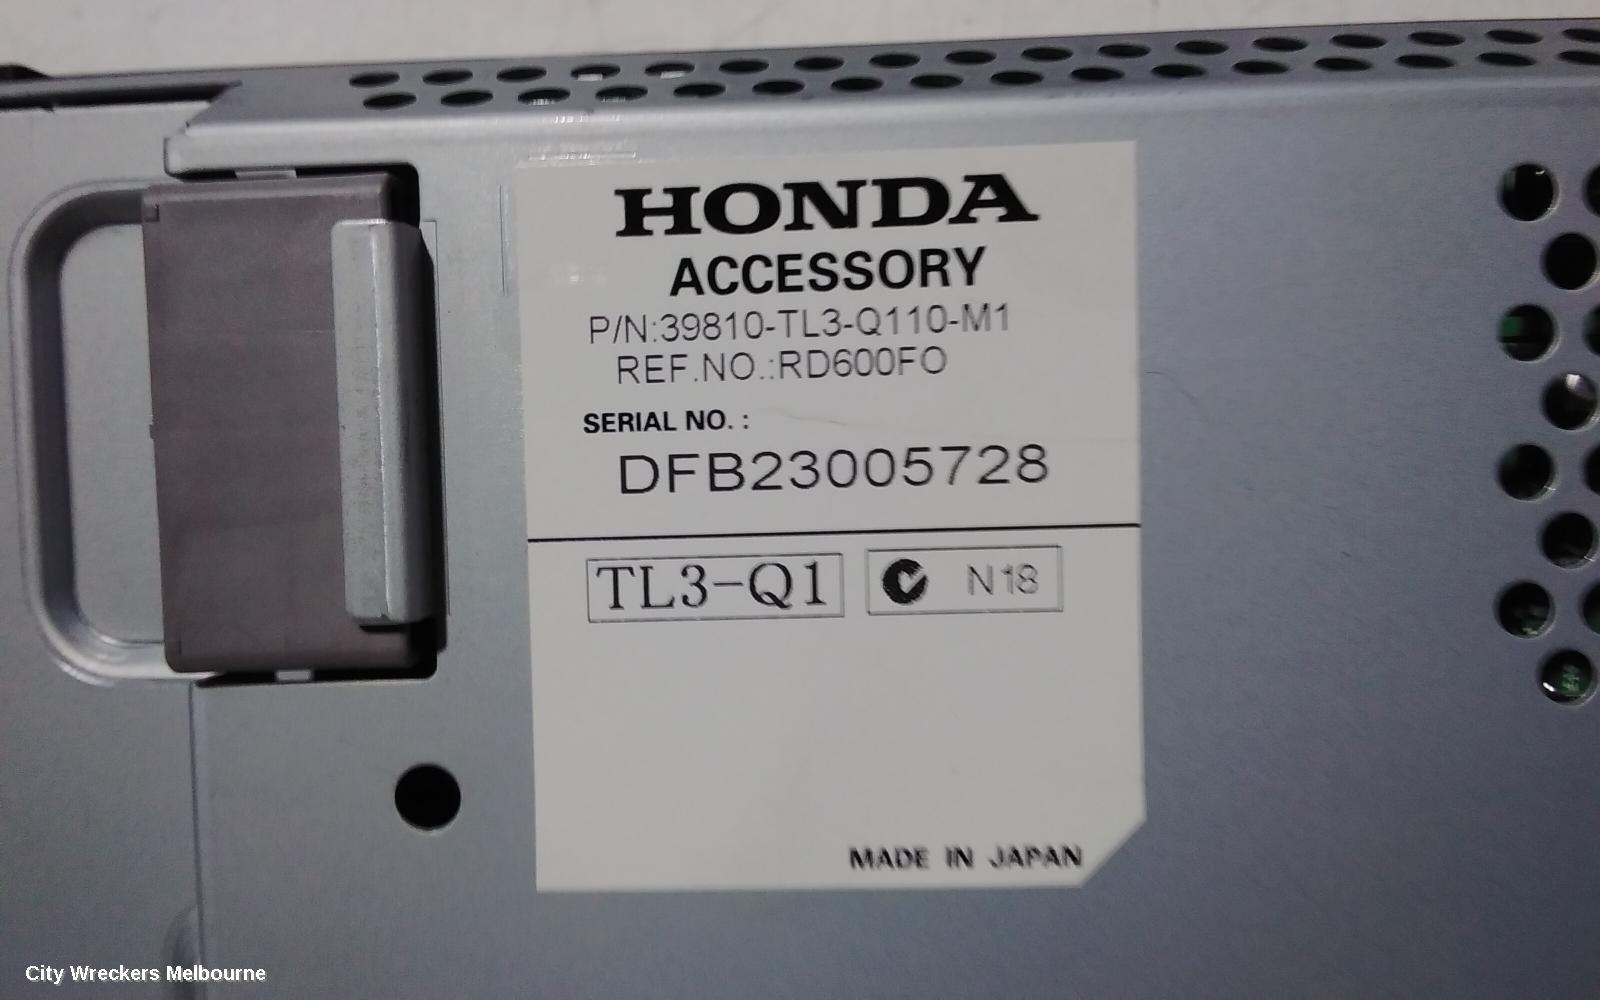 HONDA
ACCESSORY
P/N:39810-TL3-Q110-M1
REF.NO.:RD600FO
SERIAL NO. :
DFB23005728
TL3-Q1
N18
MADE IN JAPAN
City Wreckers Melbourne